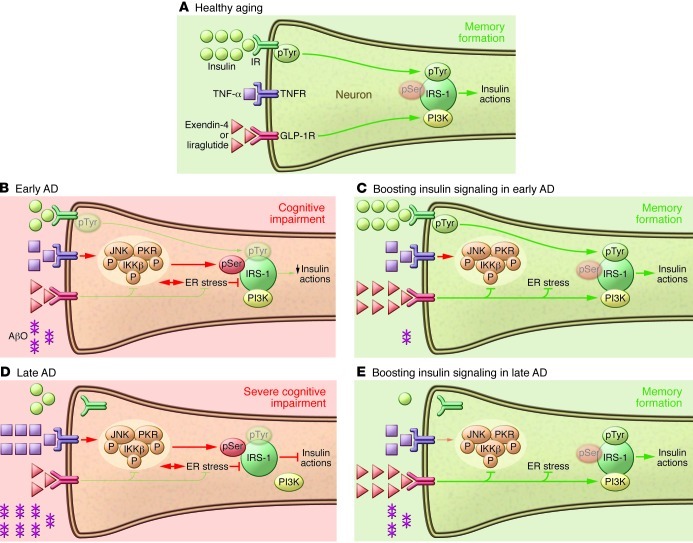 A Healthy aging
Memory
formation
Insulin
IR
pTyr
pTyr
TNF-α
TNFR
Neuron
pSer
IRS-1
Insulin
actions
PI3K
Exendin-4
or
liraglutide
GLP-1R
B Early AD
Cognitive
impairment
pTyr
pTyr
JNK PKR
P IKKβ P
P P
pSer
IRS-1
Insulin
actions
ER stress
PI3K
AβO
C Boosting insulin signaling in early AD
Memory
formation
pTyr
pTyr
JNK PKR
P IKKβ P
P P
pSer
IRS-1
Insulin
actions
ER stress
PI3K
D Late AD
Severe cognitive
impairment
JNK PKR
P IKKβ P
P P
pTyr
pSer
IRS-1
Insulin
actions
ER stress
PI3K
E Boosting insulin signaling in late AD
Memory
formation
JNK PKR
P IKKβ P
P P
pTyr
pSer
IRS-1
Insulin
actions
ER stress
PI3K